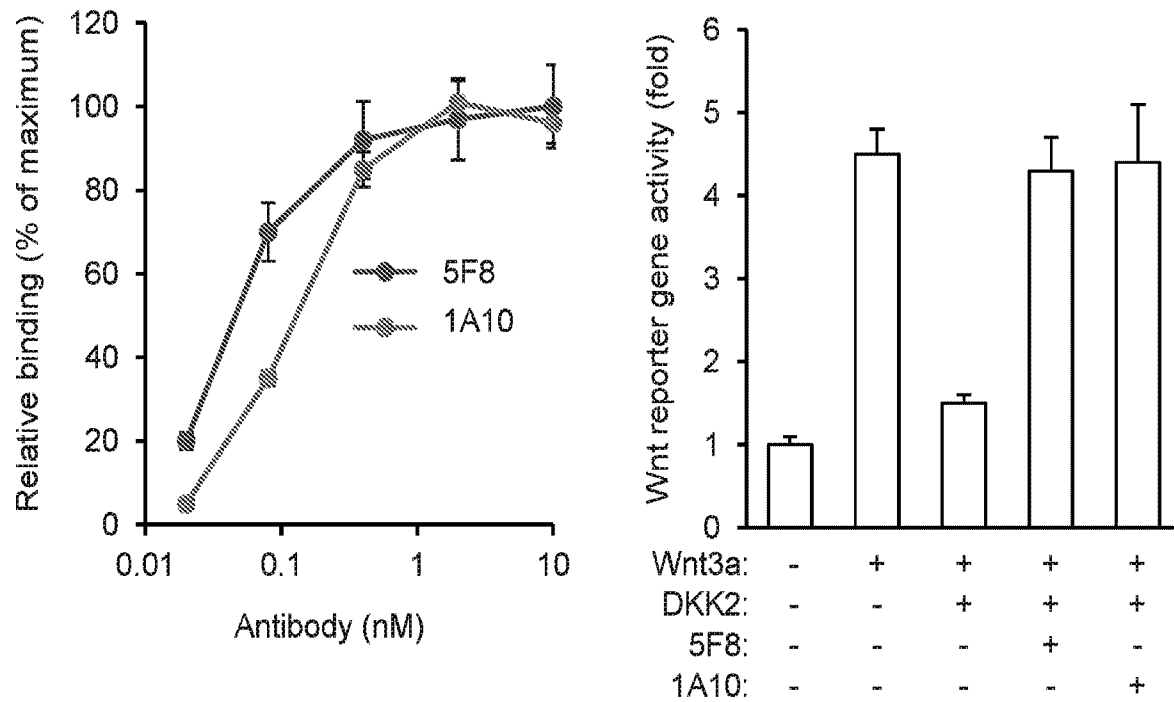 Relative binding (% of maximum)
120
100
80
60
40
20
0
0.01 0.1 1 10
Antibody (nM)
5F8
1A10
Wnt reporter gene activity (fold)
6
5
4
2
1
0
Wnt3a: - + + + +
DKK2: - - + + +
5F8: - - - + -
1A10: - - - - +